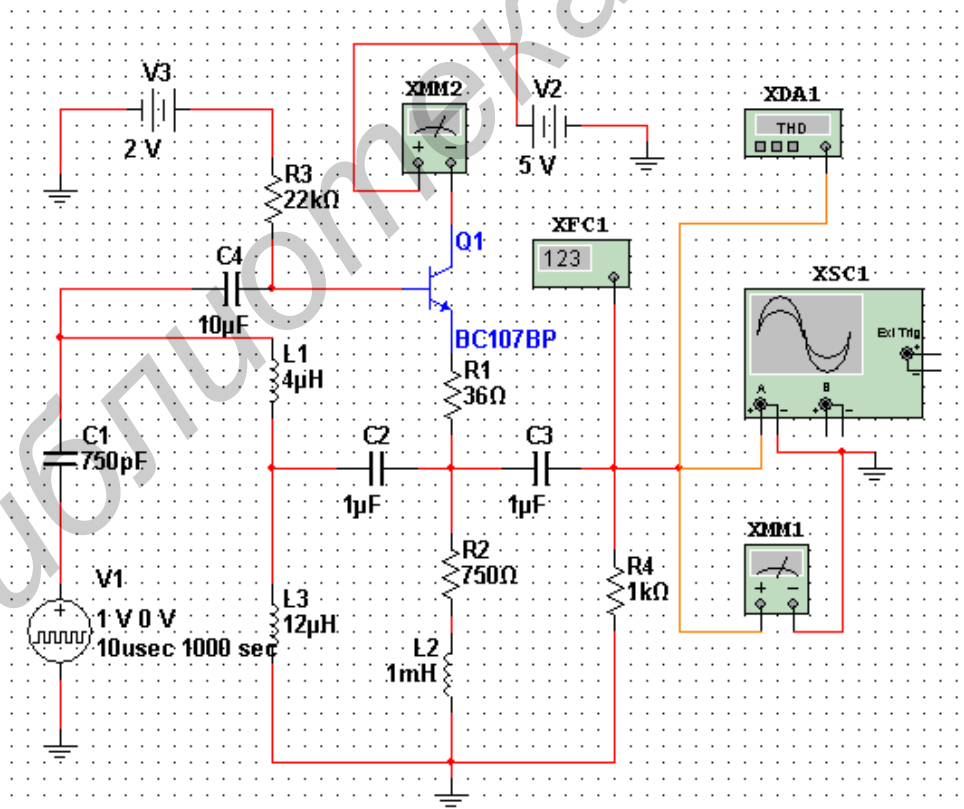 V3
2 V
XMM2
+ −
V2
5 V
XDA1
THD
R3
22kΩ
Q1
XFC1
123
C4
10µF
BC107BP
XSC1
Ext Trig
+
−
A
B
+ − + −
L1
4µH
R1
36Ω
C1
750pF
C2
1µF
C3
1µF
XMM1
+ −
R2
750Ω
R4
1kΩ
V1
+
1 V 0 V
10usec 1000 sec
L3
12µH
L2
1mH
библиотека